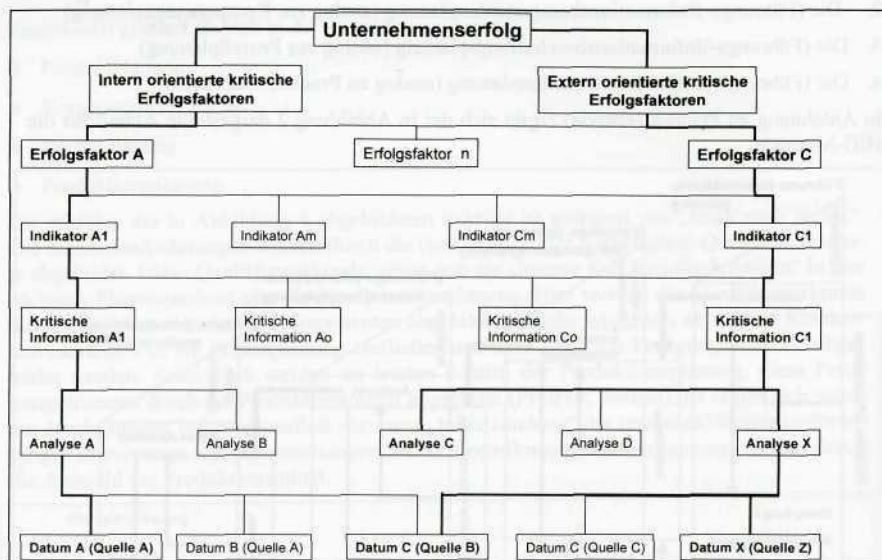 Unternehmenserfolg
Intern orientierte kritische
Erfolgsfaktoren
Extern orientierte kritische
Erfolgsfaktoren
Erfolgsfaktor A
Erfolgsfaktor n
Erfolgsfaktor C
Indikator A1
Indikator Am
Indikator Cm
Indikator C1
Kritische
Information A1
Kritische
Information Ao
Kritische
Information Co
Kritische
Information C1
Analyse A
Analyse B
Analyse C
Analyse D
Analyse X
Datum A (Quelle A)
Datum B (Quelle A)
Datum C (Quelle B)
Datum C (Quelle C)
Datum X (Quelle Z)